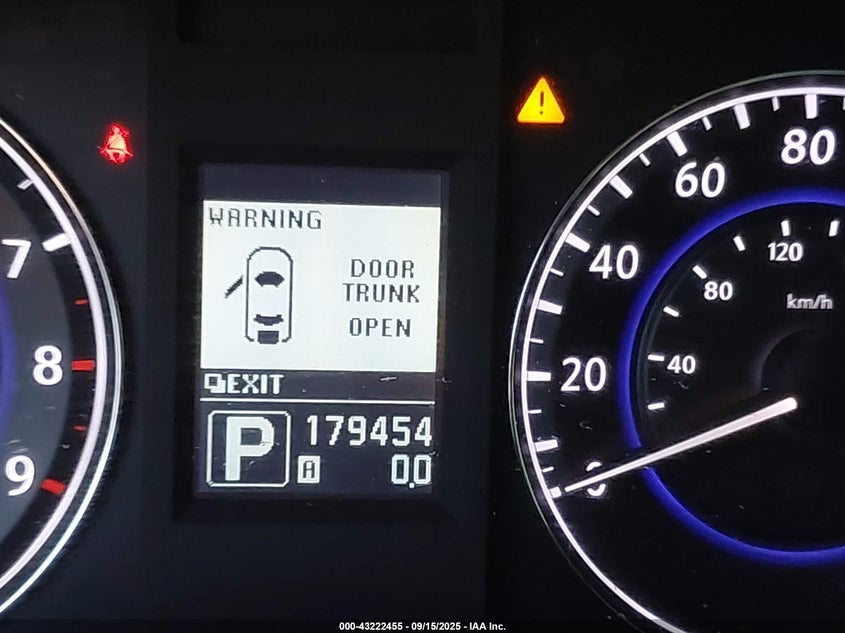 WARNING
DOOR
TRUNK
OPEN
EXIT
P
179454
A 0.0
7
8
9
80
60
40
20
0
120
80
40
km/h
000-43222455 - 09/15/2025 - IAA Inc.